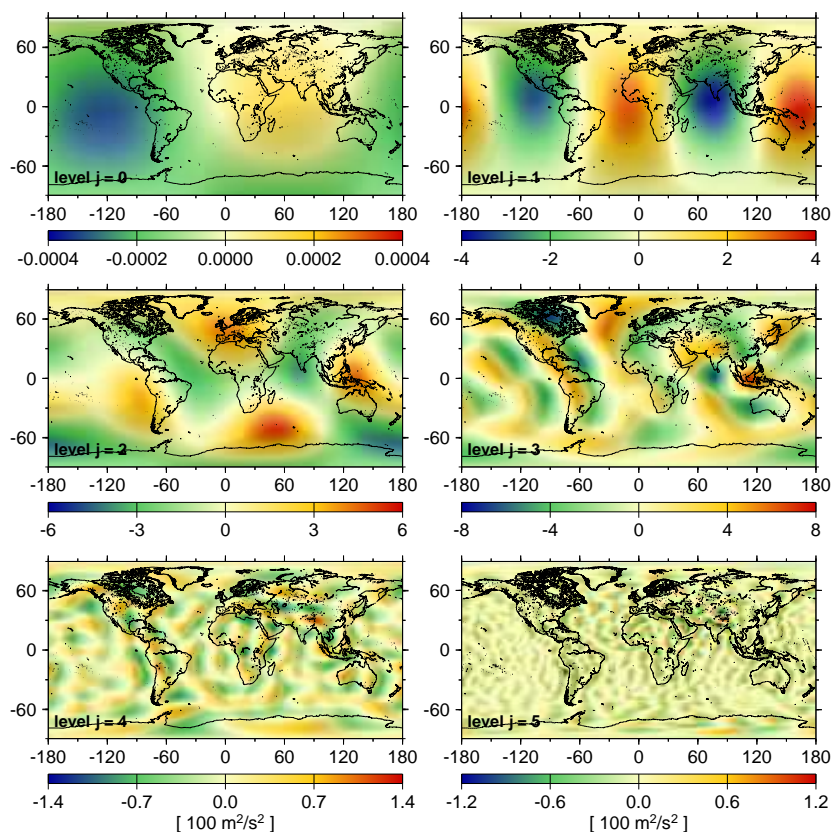 60
0
-60
level j = 0
-180 -120 -60 0 60 120 180
-0.0004 -0.0002 0.0000 0.0002 0.0004
60
0
-60
level j = 1
-180 -120 -60 0 60 120 180
-4 -2 0 2 4
60
0
-60
level j = 2
-180 -120 -60 0 60 120 180
-6 -3 0 3 6
60
0
-60
level j = 3
-180 -120 -60 0 60 120 180
-8 -4 0 4 8
60
0
-60
level j = 4
-180 -120 -60 0 60 120 180
-1.4 -0.7 0.0 0.7 1.4
[ 100 m²/s² ]
60
0
-60
level j = 5
-180 -120 -60 0 60 120 180
-1.2 -0.6 0.0 0.6 1.2
[ 100 m²/s² ]